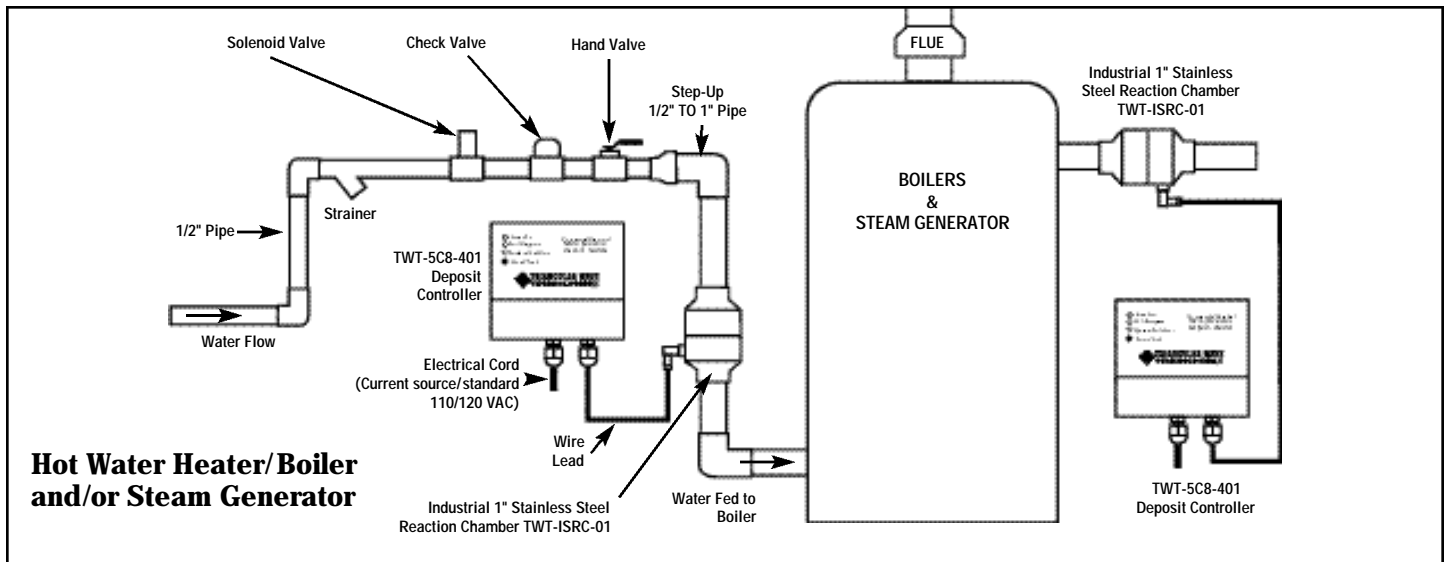 Solenoid Valve
Check Valve
Hand Valve
FLUE
Step-Up
1/2" TO 1" Pipe
Industrial 1" Stainless
Steel Reaction Chamber
TWT-ISRC-01
BOILERS
&
STEAM GENERATOR
Strainer
1/2" Pipe
TWT-5C8-401
Deposit
Controller
Water Flow
Electrical Cord
(Current source/standard
110/120 VAC)
Wire
Lead
Hot Water Heater/Boiler
and/or Steam Generator
Industrial 1" Stainless Steel
Reaction Chamber TWT-ISRC-01
Water Fed to
Boiler
TWT-5C8-401
Deposit Controller